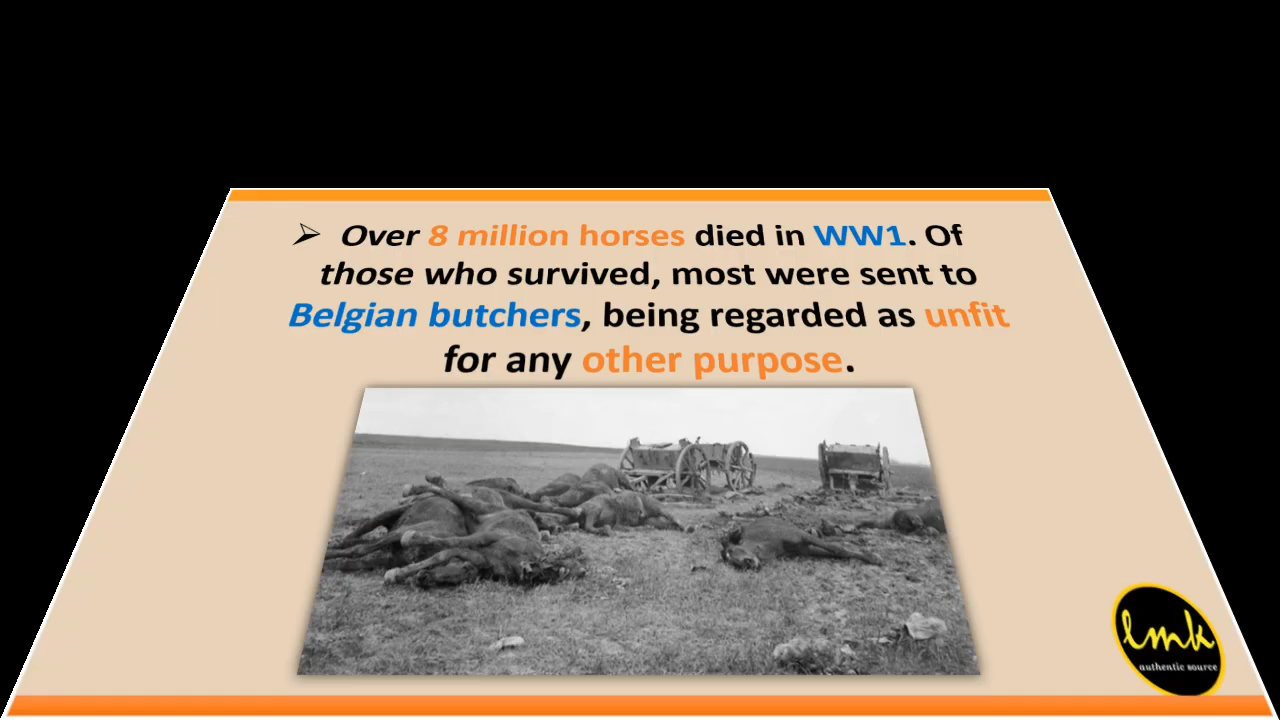 ➢ Over 8 million horses died in WW1. Of
those who survived, most were sent to
Belgian butchers, being regarded as unfit
for any other purpose.
lmk
authentic source